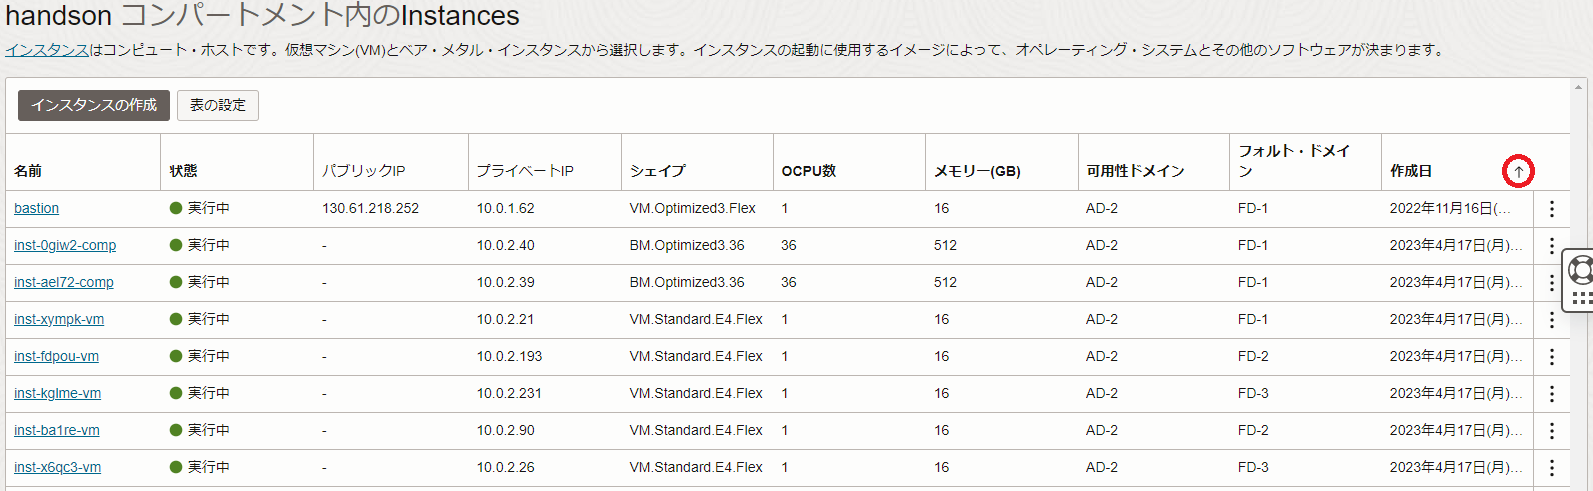 handson コンパートメント内のInstances
インスタンスはコンピュート・ホストです。仮想マシン(VM)とベア・メタル・インスタンスから選択します。インスタンスの起動に使用するイメージによって、オペレーティング・システムとその他のソフトウェアが決まります。
インスタンスの作成 表の設定
名前 状態 パブリックIP プライベートIP シェイプ OCPU数 メモリー(GB) 可用性ドメイン フォルト・ドメイン 作成日 ↑
bastion 実行中 130.61.218.252 10.0.1.62 VM.Optimized3.Flex 1 16 AD-2 FD-1 2022年11月16日(...
inst-0giw2-comp 実行中 - 10.0.2.40 BM.Optimized3.36 36 512 AD-2 FD-1 2023年4月17日(月)...
inst-ael72-comp 実行中 - 10.0.2.39 BM.Optimized3.36 36 512 AD-2 FD-1 2023年4月17日(月)...
inst-xympk-vm 実行中 - 10.0.2.21 VM.Standard.E4.Flex 1 16 AD-2 FD-1 2023年4月17日(月)...
inst-fdpou-vm 実行中 - 10.0.2.193 VM.Standard.E4.Flex 1 16 AD-2 FD-2 2023年4月17日(月)...
inst-kglme-vm 実行中 - 10.0.2.231 VM.Standard.E4.Flex 1 16 AD-2 FD-3 2023年4月17日(月)...
inst-ba1re-vm 実行中 - 10.0.2.90 VM.Standard.E4.Flex 1 16 AD-2 FD-2 2023年4月17日(月)...
inst-x6qc3-vm 実行中 - 10.0.2.26 VM.Standard.E4.Flex 1 16 AD-2 FD-3 2023年4月17日(月)...